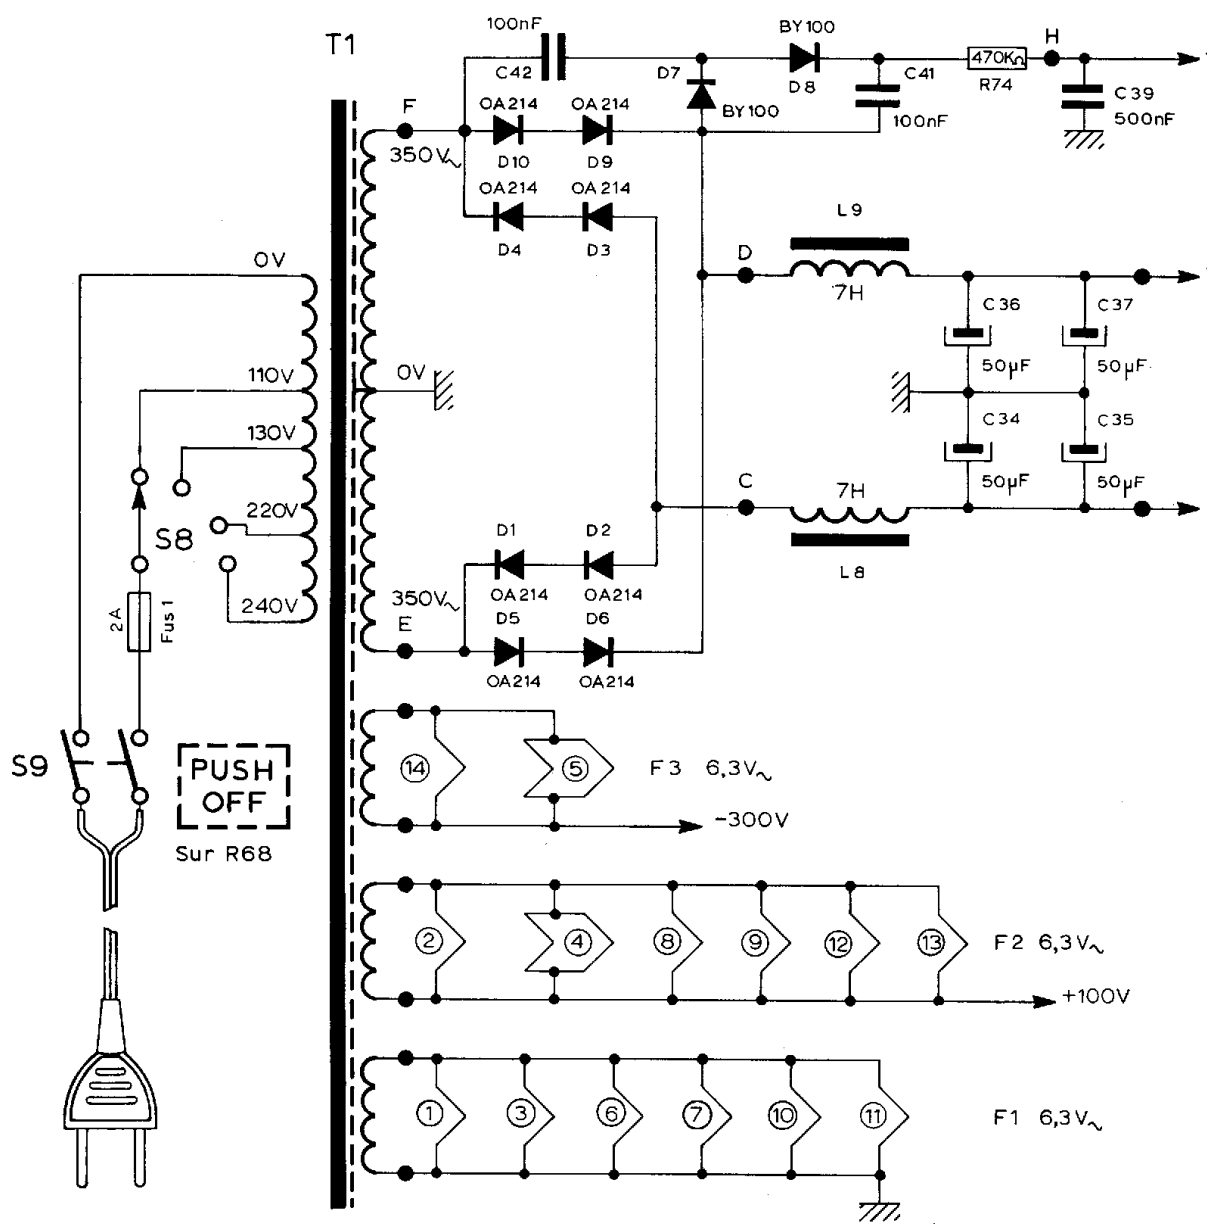 100nF
BY100
T1
C42
D7
D8
C41
470KΩ
H
R74
C39
500nF
F
OA214
OA214
BY100
100nF
350V~
D10
D9
OA214
OA214
D4
D3
L9
D
0V
7H
C36
C37
50µF
50µF
110V
0V
130V
C34
C35
C
7H
50µF
50µF
220V
S8
D1
D2
L8
240V
350V~
OA214
OA214
2A
Fus 1
E
D5
D6
OA214
OA214
S9
PUSH
OFF
14
5
F3 6,3V~
-300V
Sur R68
2
4
8
9
12
13
F2 6,3V~
+100V
1
3
6
7
10
11
F1 6,3V~